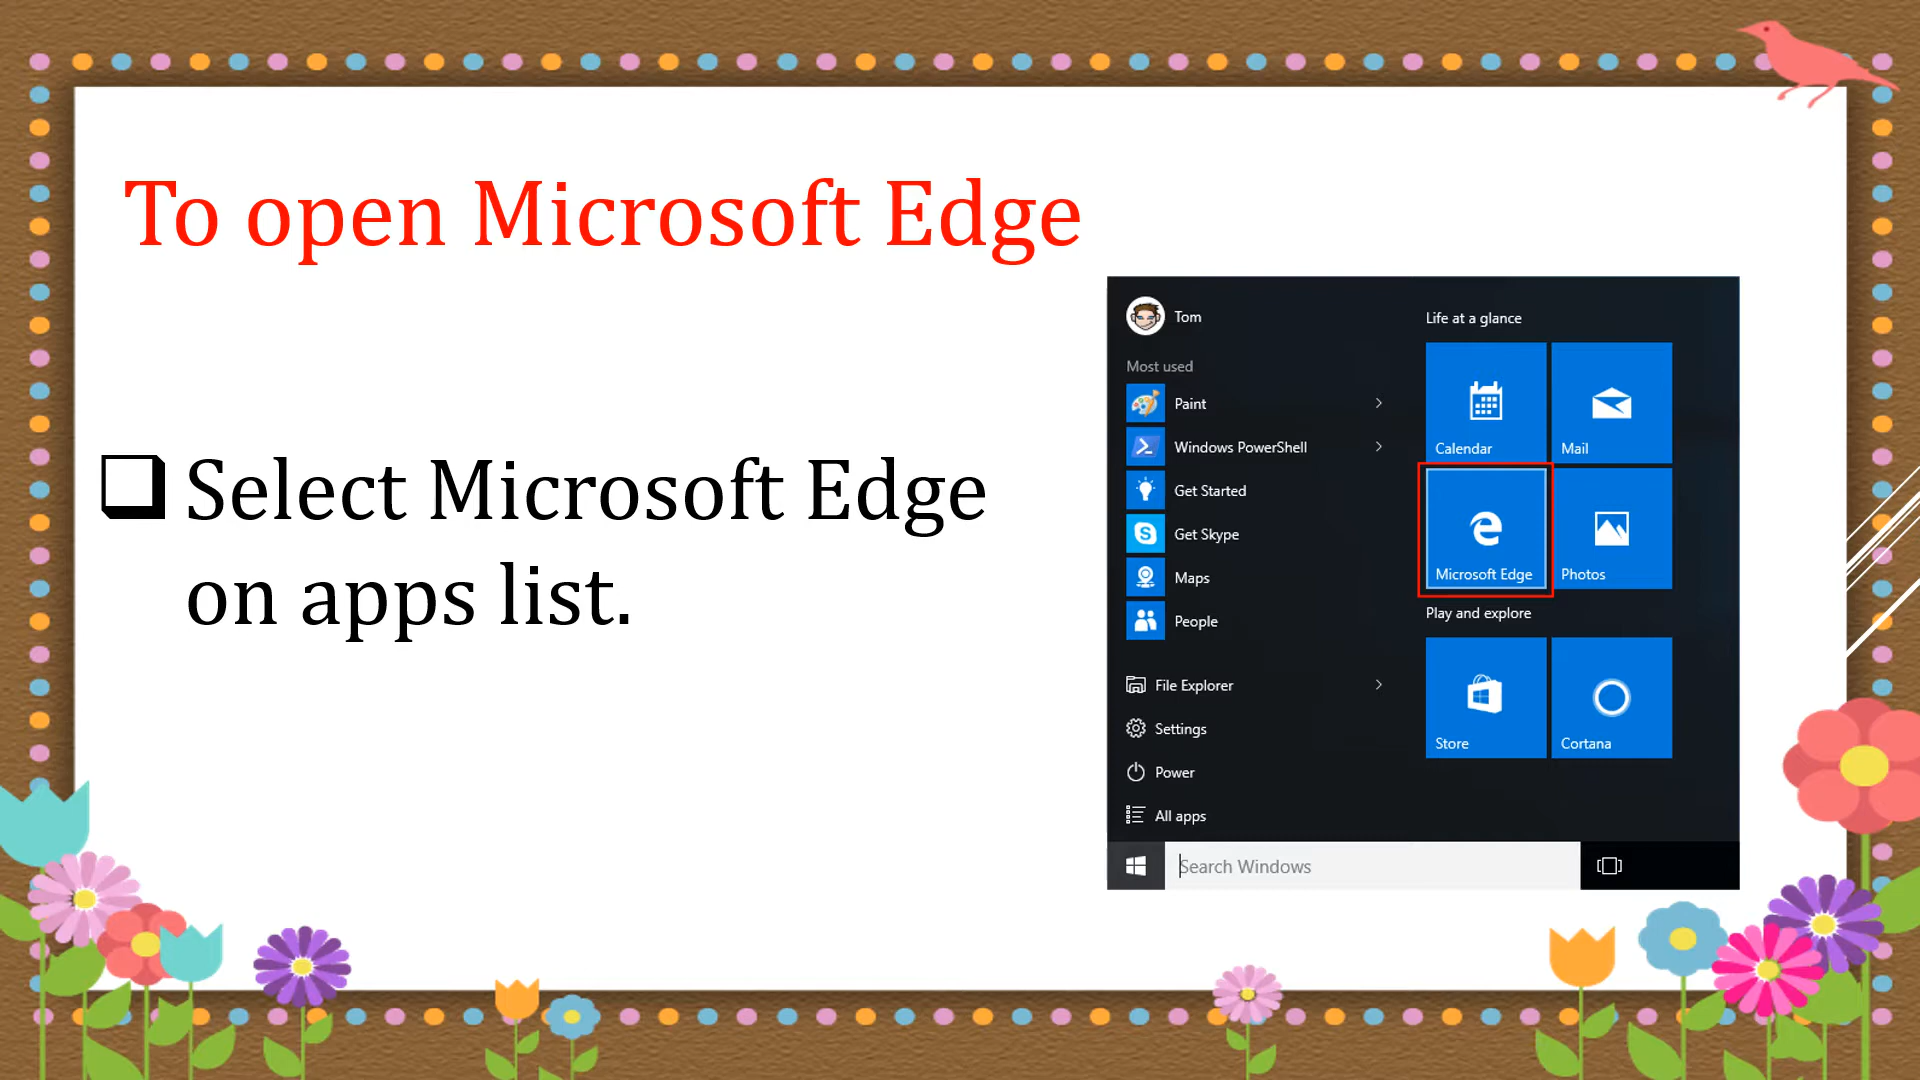 To open Microsoft Edge
Select Microsoft Edge
on apps list.
Tom
Most used
Paint
Windows PowerShell
Get Started
Get Skype
Maps
People
File Explorer
Settings
Power
All apps
Search Windows
Life at a glance
Calendar
Mail
Microsoft Edge
Photos
Play and explore
Store
Cortana